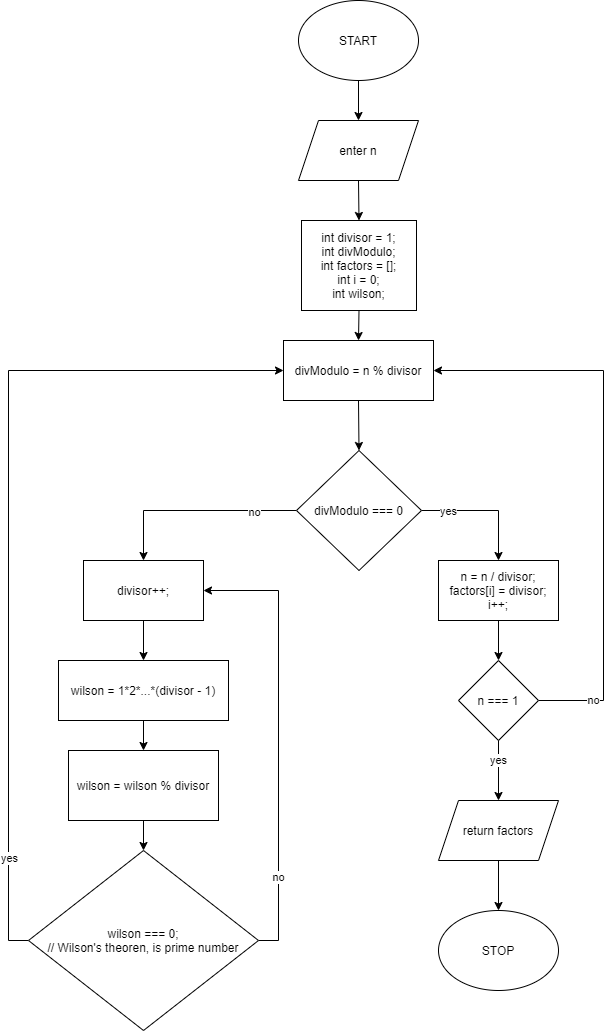 START
enter n
int divisor = 1;
int divModulo;
int factors = [];
int i = 0;
int wilson;
divModulo = n % divisor
divModulo === 0
no
yes
divisor++;
n = n / divisor;
factors[i] = divisor;
i++;
wilson = 1*2*...*(divisor - 1)
n === 1
no
yes
wilson = wilson % divisor
return factors
yes
no
wilson === 0;
// Wilson's theoren, is prime number
STOP